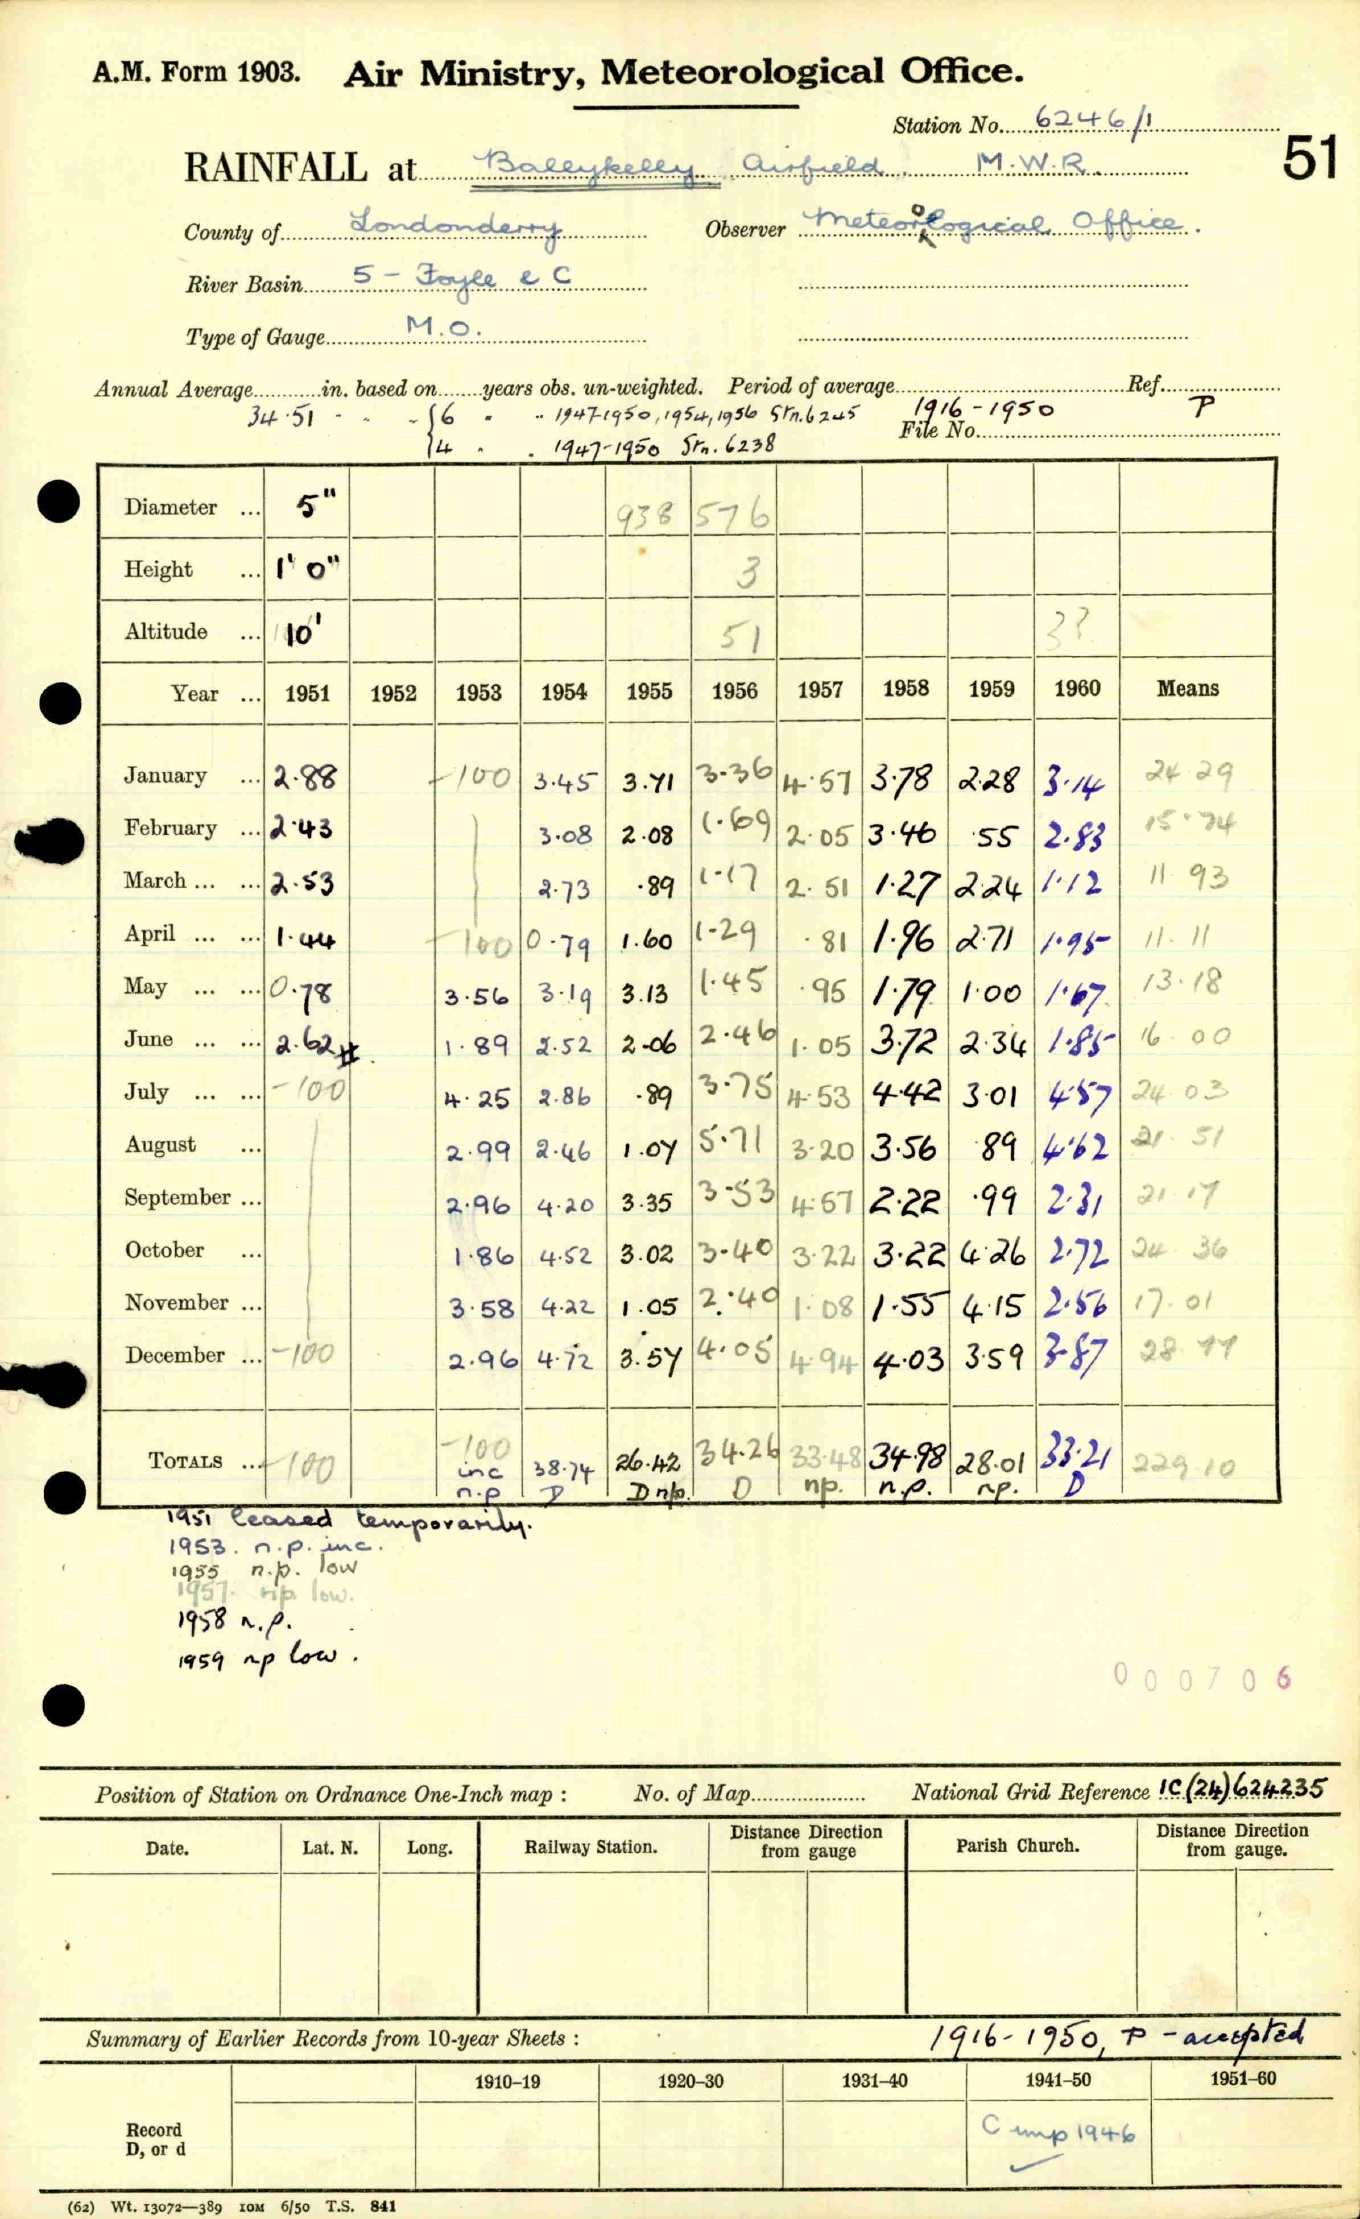 A.M. Form 1903. Air Ministry, Meteorological Office.
Station No. 6246/1
51
RAINFALL at Ballykelly Airfield. M.W.R.
County of Londonderry Observer Meteorological Office.
River Basin 5 - Foyle & C
Type of Gauge M.O.
Annual Average in. based on years obs. un-weighted. Period of average Ref.
34.51 - - - { 6 " .. 1947-1950, 1954, 1956 Stn. 6245 1916-1950 P
{ 4 " . 1947-1950 Stn. 6238 File No.
Diameter ... 5" 938 576
Height ... 1' 0" 3
Altitude ... 10' 51 3?
Year ... 1951 1952 1953 1954 1955 1956 1957 1958 1959 1960 Means
January ... 2.88 -100 3.45 3.71 3.36 4.57 3.78 2.28 3.14 24.29
February ... 2.43 3.08 2.08 1.69 2.05 3.46 .55 2.83 15.74
March ... ... 2.53 2.73 .89 1.17 2.51 1.27 2.24 1.12 11 93
April ... ... 1.44 -100 0.79 1.60 1.29 .81 1.96 2.71 1.95 11.11
May ... ... 0.78 3.56 3.19 3.13 1.45 .95 1.79 1.00 1.67 13.18
June ... ... 2.62 # 1.89 2.52 2.06 2.46 1.05 3.72 2.34 1.85 16 00
July ... ... -100 4.25 2.86 .89 3.75 4.53 4.42 3.01 4.57 24 03
August ... 2.99 2.46 1.07 5.71 3.20 3.56 .89 4.62 21 51
September ... 2.96 4.20 3.35 3.53 4.57 2.22 .99 2.31 21 17
October ... 1.86 4.52 3.02 3.40 3.22 3.22 4.26 2.72 24 36
November ... 3.58 4.22 1.05 2.40 1.08 1.55 4.15 2.56 17.01
December ... -100 2.96 4.72 3.57 4.05 4.94 4.03 3.59 3.87 28 77
TOTALS ... -100 -100 38.74 26.42 34.26 33.48 34.98 28.01 33.21 229.10
inc
n.p D D n.p. D np. n.p. np. D
1951 leased temporarily.
1953. n.p. inc.
1955 n.p. low
1957. np. low.
1958 n.p.
1959 np low.
000706
Position of Station on Ordnance One-Inch map : No. of Map National Grid Reference 1C(24)624235
Date. Lat. N. Long. Railway Station. Distance Direction from gauge Parish Church. Distance Direction from gauge.
Summary of Earlier Records from 10-year Sheets : 1916-1950, P - accepted
1910–19 1920–30 1931–40 1941–50 1951–60
Record
D, or d
C 1946
(62) Wt. 13072—389 10M 6/50 T.S. 841